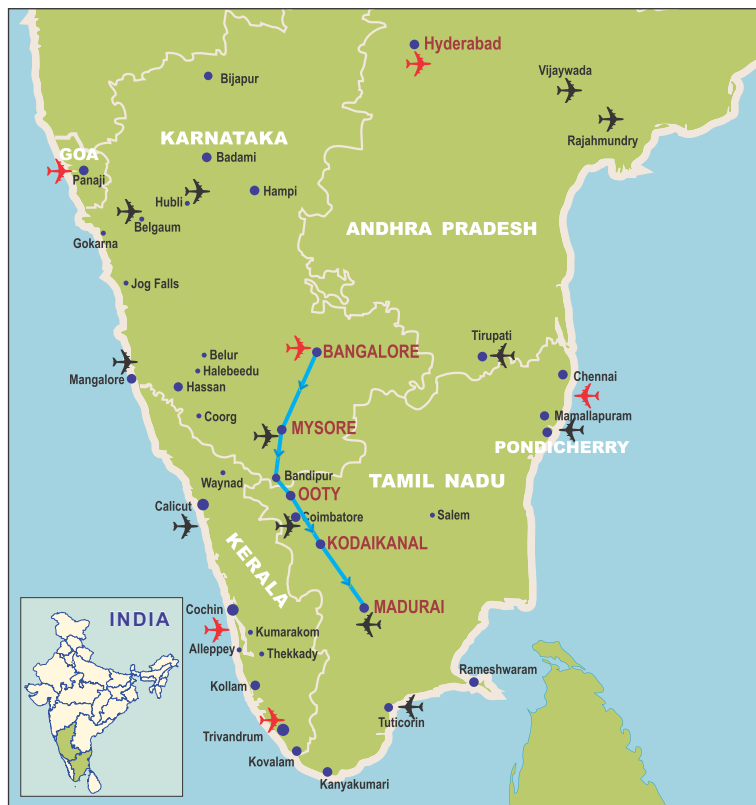 Hyderabad
Vijaywada
Bijapur
Rajahmundry
KARNATAKA
GOA
Badami
Panaji
Hampi
Hubli
Belgaum
ANDHRA PRADESH
Gokarna
Jog Falls
Tirupati
BANGALORE
Belur
Halebeedu
Chennai
Mangalore
Hassan
Coorg
Mamallapuram
MYSORE
PONDICHERRY
Bandipur
TAMIL NADU
Waynad
OOTY
Calicut
Coimbatore
Salem
KODAIKANAL
KERALA
Cochin
MADURAI
INDIA
Kumarakom
Alleppey
Thekkady
Rameshwaram
Kollam
Tuticorin
Trivandrum
Kovalam
Kanyakumari